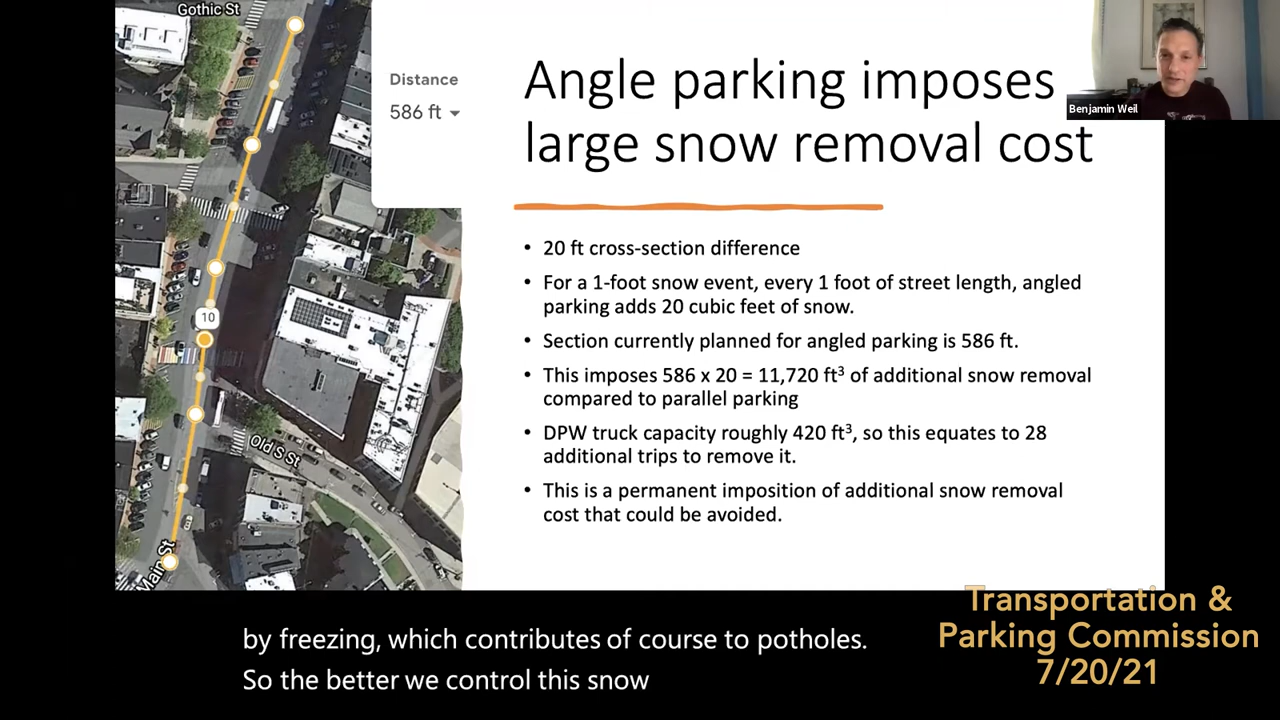 Gothic St
Distance
586 ft
10
Old S St
Main St
Angle parking imposes
large snow removal cost
• 20 ft cross-section difference
• For a 1-foot snow event, every 1 foot of street length, angled
parking adds 20 cubic feet of snow.
• Section currently planned for angled parking is 586 ft.
• This imposes 586 x 20 = 11,720 ft³ of additional snow removal
compared to parallel parking
• DPW truck capacity roughly 420 ft³, so this equates to 28
additional trips to remove it.
• This is a permanent imposition of additional snow removal
cost that could be avoided.
Benjamin Weil
by freezing, which contributes of course to potholes.
So the better we control this snow
Transportation &
Parking Commission
7/20/21